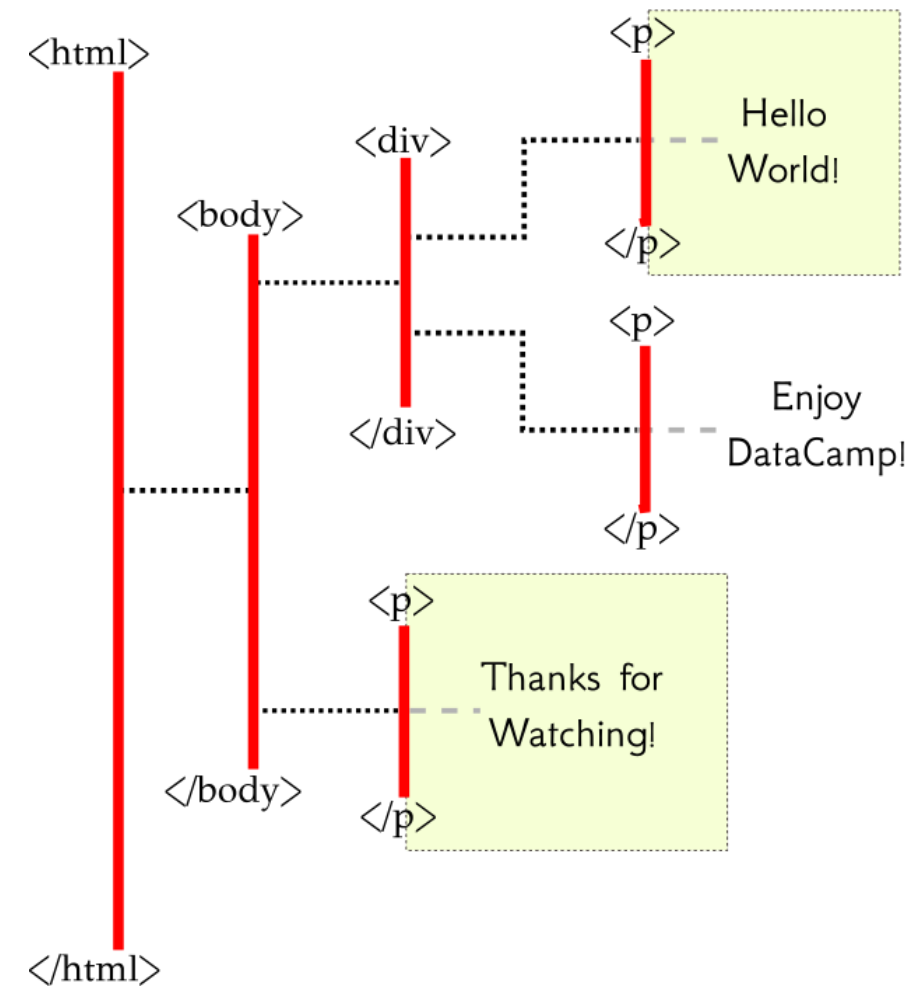 <html>
<body>
<div>
<p>
Hello
World!
</p>
<p>
Enjoy
DataCamp!
</p>
</div>
<p>
Thanks for
Watching!
</p>
</body>
</html>